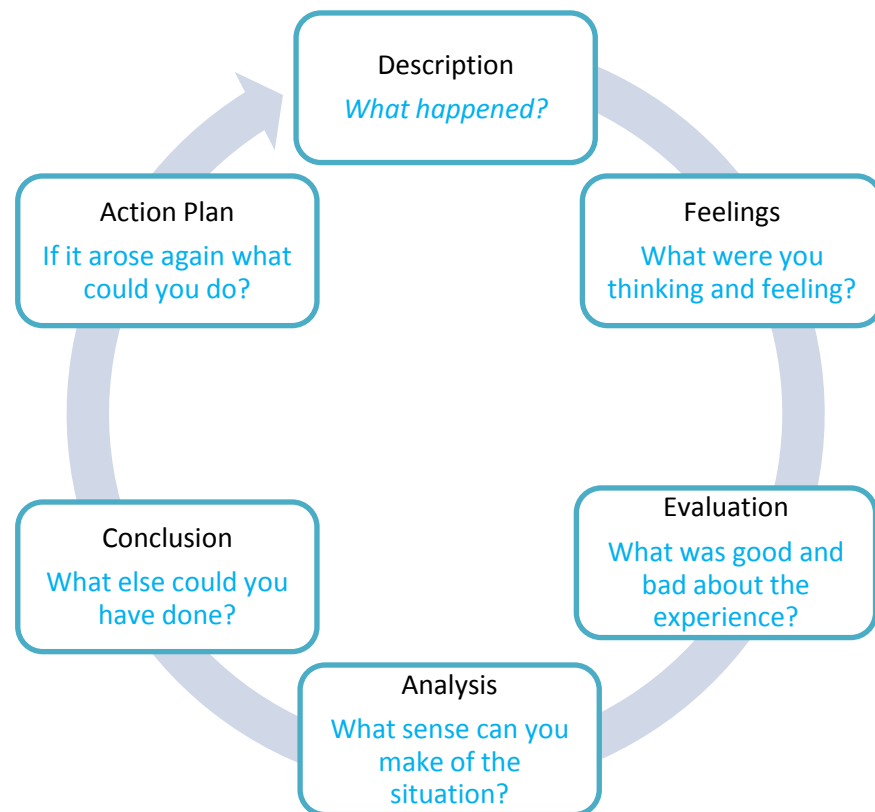 Description
What happened?
Feelings
What were you
thinking and feeling?
Evaluation
What was good and
bad about the
experience?
Analysis
What sense can you
make of the
situation?
Conclusion
What else could you
have done?
Action Plan
If it arose again what
could you do?